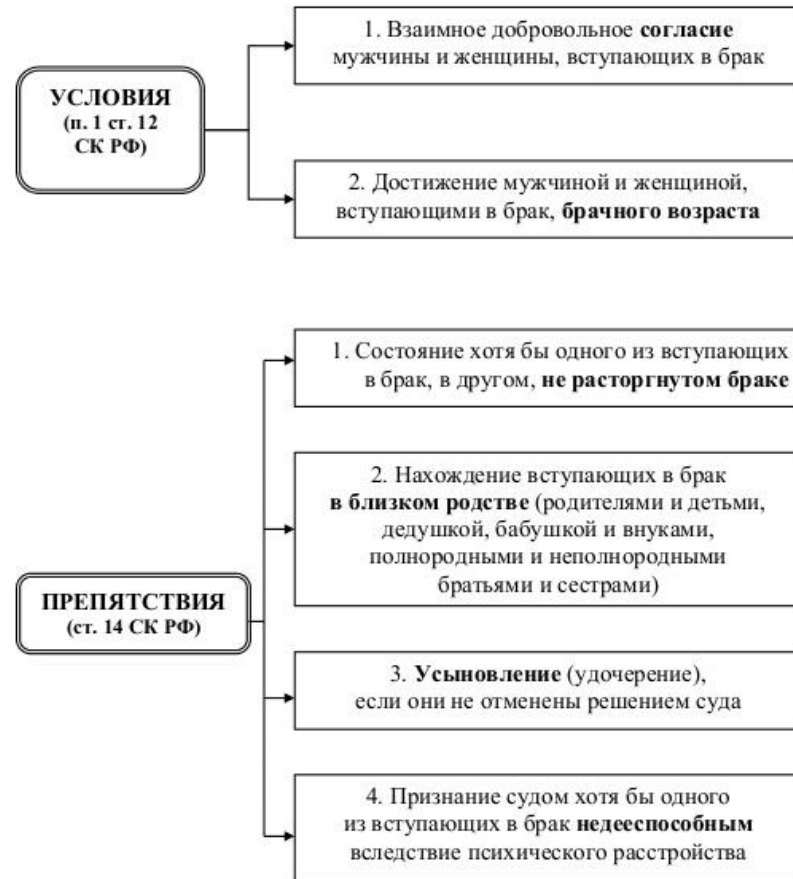 УСЛОВИЯ
(п. 1 ст. 12
СК РФ)
1. Взаимное добровольное согласие
мужчины и женщины, вступающих в брак
2. Достижение мужчиной и женщиной,
вступающими в брак, брачного возраста
ПРЕПЯТСТВИЯ
(ст. 14 СК РФ)
1. Состояние хотя бы одного из вступающих
в брак, в другом, не расторгнутом браке
2. Нахождение вступающих в брак
в близком родстве (родителями и детьми,
дедушкой, бабушкой и внуками,
полнородными и неполнородными
братьями и сестрами)
3. Усыновление (удочерение),
если они не отменены решением суда
4. Признание судом хотя бы одного
из вступающих в брак недееспособным
вследствие психического расстройства